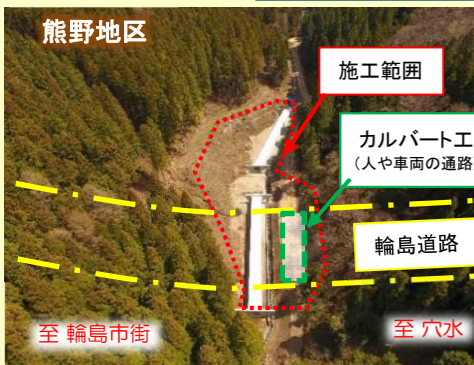 熊野地区
施工範囲
カルバート工
(人や車両の通路
輪島道路
至 輪島市街
至 穴水